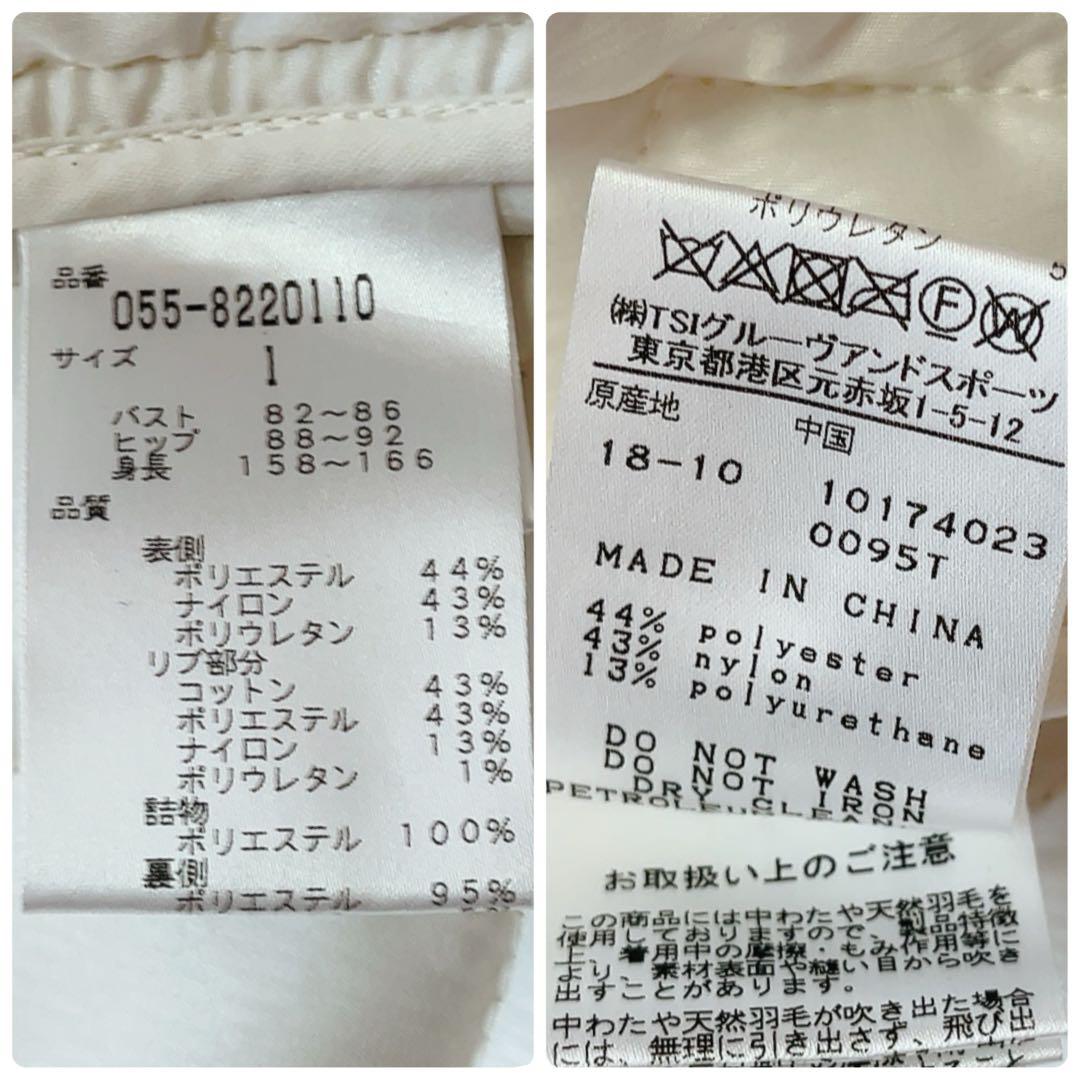 品番
055-8220110
サイズ 1
バスト 82～86
ヒップ 88～92
身長 158～166
品質
表側
ポリエステル 44%
ナイロン 43%
ポリウレタン 13%
リブ部分
コットン 43%
ポリエステル 43%
ナイロン 13%
ポリウレタン 1%
詰物
ポリエステル 100%
裏側
ポリエステル 95%
ポリウレタン 5
F W
㈱TSIグルーヴアンドスポーツ
東京都港区元赤坂1-5-12
原産地 中国
18-10 10174023
0095T
MADE IN CHINA
44% polyester
43% nylon
13% polyurethane
DO NOT WASH
DO NOT IRON
DRY CLEAN
お取扱い上のご注意
この商品には中わたや天然羽毛を
使用しておりますので、製品特徴
上、着用中の摩擦・もみ作用等に
より、素材表面や縫い目から吹き
出すことがあります。
中わたや天然羽毛が吹き出た場合
には、無理に引き出さず、飛び出